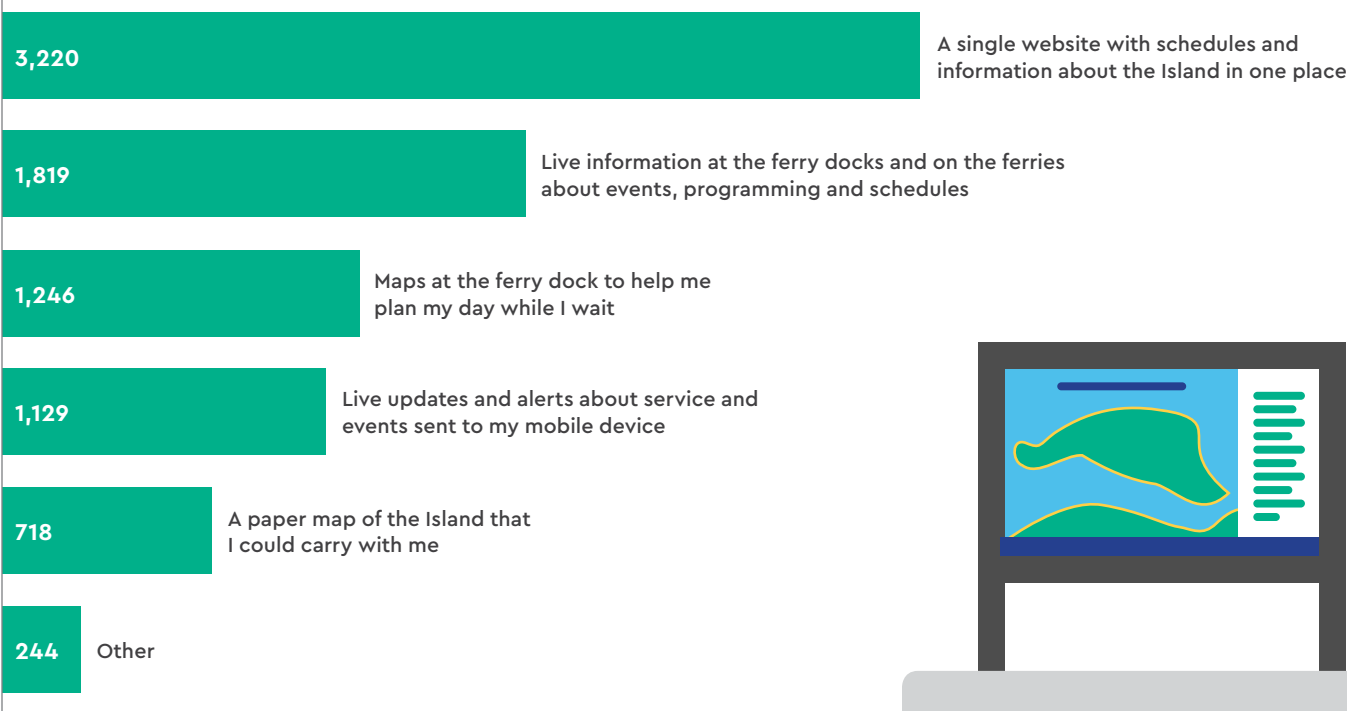 3,220
A single website with schedules and
information about the Island in one place
1,819
Live information at the ferry docks and on the ferries
about events, programming and schedules
1,246
Maps at the ferry dock to help me
plan my day while I wait
1,129
Live updates and alerts about service and
events sent to my mobile device
718
A paper map of the Island that
I could carry with me
244
Other